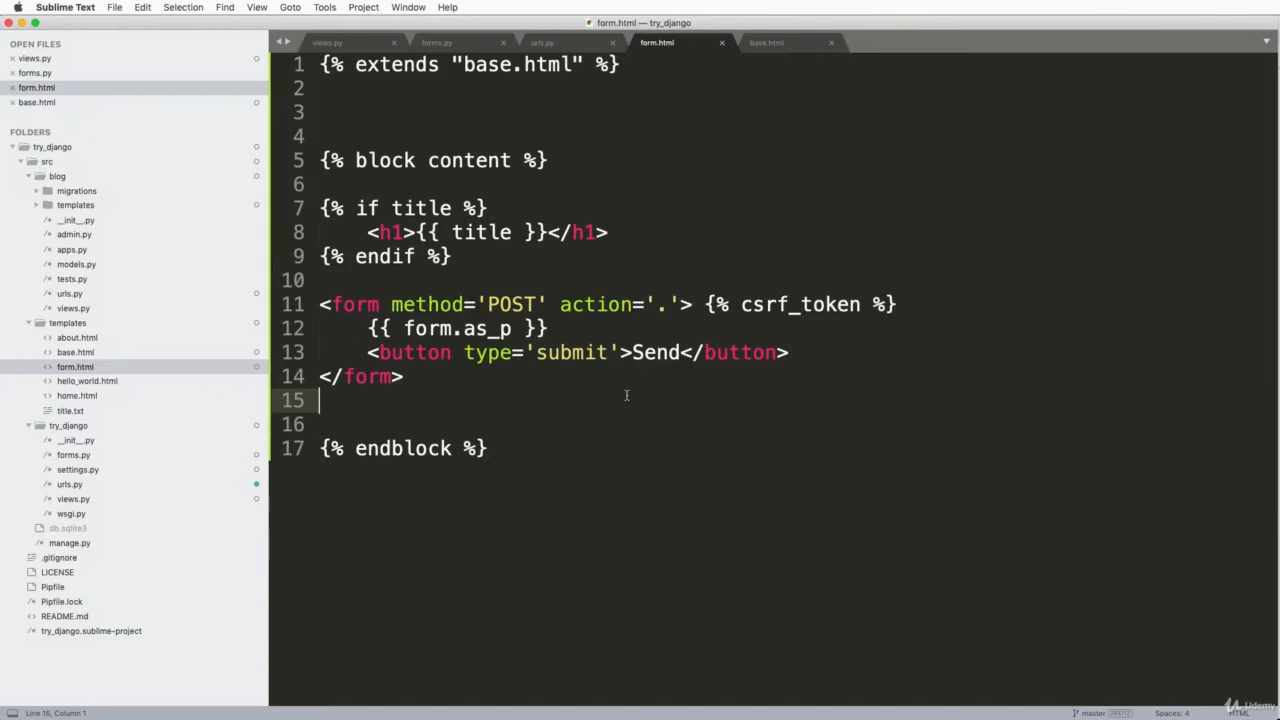 Sublime Text File Edit Selection Find View Goto Tools Project Window Help
form.html — try_django
OPEN FILES
views.py
forms.py
form.html
base.html
FOLDERS
try_django
src
blog
migrations
templates
__init__.py
admin.py
apps.py
models.py
tests.py
urls.py
views.py
templates
about.html
base.html
form.html
hello_world.html
home.html
title.txt
try_django
__init__.py
forms.py
settings.py
urls.py
views.py
wsgi.py
db.sqlite3
manage.py
.gitignore
LICENSE
Pipfile
Pipfile.lock
README.md
try_django.sublime-project
views.py forms.py urls.py form.html base.html
1 {% extends "base.html" %}
2
3
4
5 {% block content %}
6
7 {% if title %}
8 <h1>{{ title }}</h1>
9 {% endif %}
10
11 <form method='POST' action='.'> {% csrf_token %}
12 {{ form.as_p }}
13 <button type='submit'>Send</button>
14 </form>
15
16
17 {% endblock %}
Line 15, Column 1 master Spaces: 4 HTML
Udemy